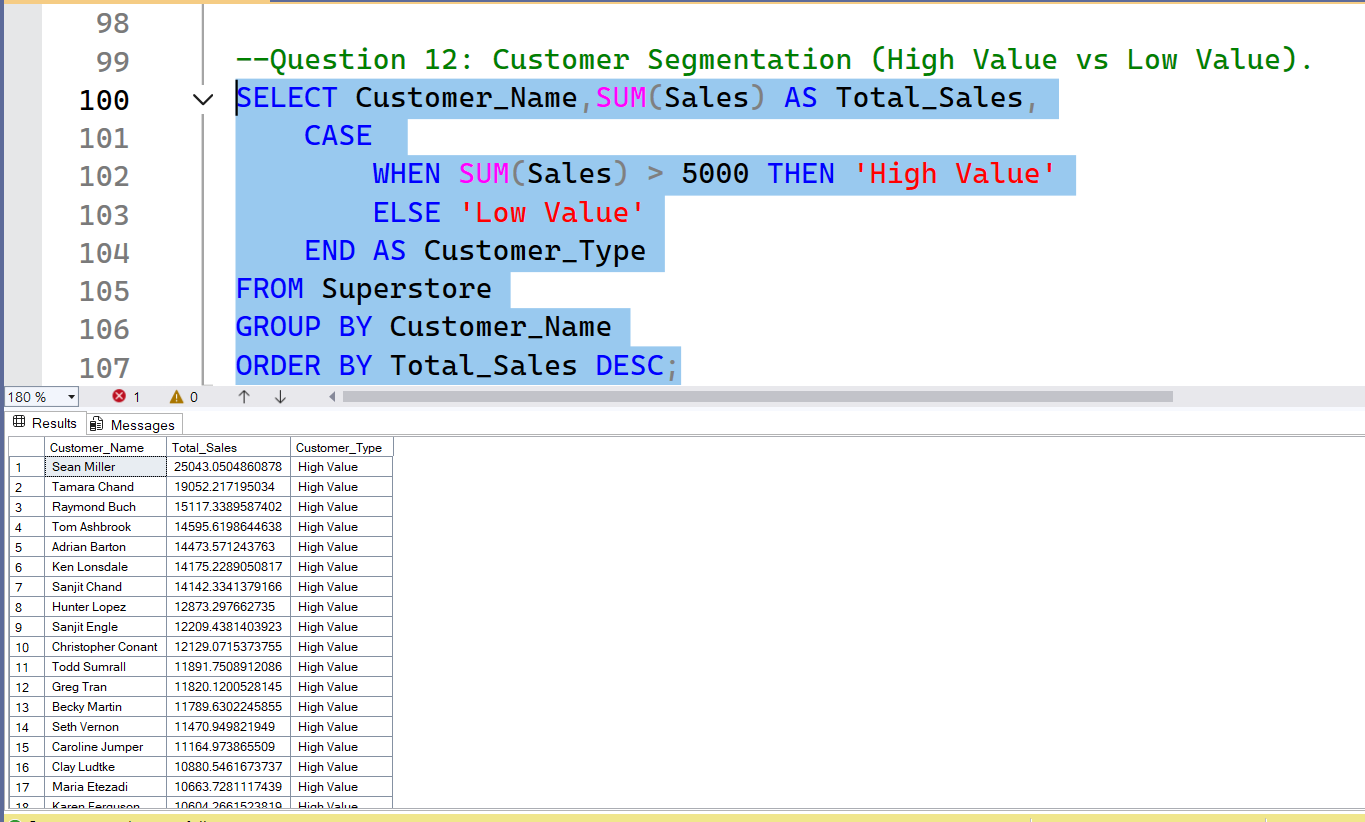 98
99 --Question 12: Customer Segmentation (High Value vs Low Value).
100 SELECT Customer_Name,SUM(Sales) AS Total_Sales,
101 CASE
102 WHEN SUM(Sales) > 5000 THEN 'High Value'
103 ELSE 'Low Value'
104 END AS Customer_Type
105 FROM Superstore
106 GROUP BY Customer_Name
107 ORDER BY Total_Sales DESC;
180 % 1 0
Results Messages
Customer_Name Total_Sales Customer_Type
1 Sean Miller 25043.0504860878 High Value
2 Tamara Chand 19052.217195034 High Value
3 Raymond Buch 15117.3389587402 High Value
4 Tom Ashbrook 14595.6198644638 High Value
5 Adrian Barton 14473.571243763 High Value
6 Ken Lonsdale 14175.2289050817 High Value
7 Sanjit Chand 14142.3341379166 High Value
8 Hunter Lopez 12873.297662735 High Value
9 Sanjit Engle 12209.4381403923 High Value
10 Christopher Conant 12129.0715373755 High Value
11 Todd Sumrall 11891.7508912086 High Value
12 Greg Tran 11820.1200528145 High Value
13 Becky Martin 11789.6302245855 High Value
14 Seth Vernon 11470.949821949 High Value
15 Caroline Jumper 11164.973865509 High Value
16 Clay Ludtke 10880.5461673737 High Value
17 Maria Etezadi 10663.7281117439 High Value
18 Karen Ferguson 10604.2661523819 High Value